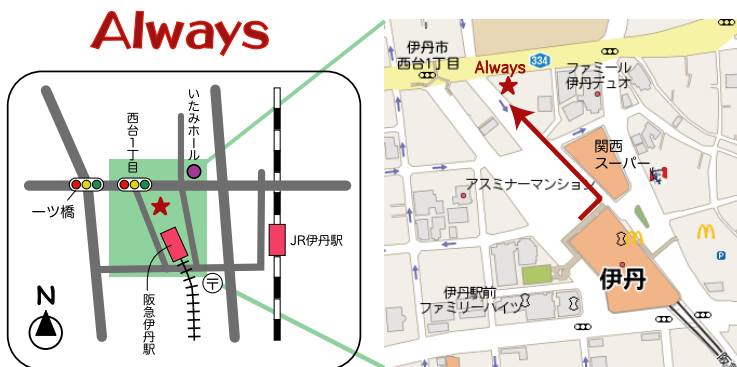 Always
西台1丁目
いたみホール
一ツ橋
JR伊丹駅
阪急伊丹駅
〒
N
伊丹市
西台1丁目
334
Always
ファミール
伊丹デュオ
関西
スーパー
アスミナーマンション
伊丹
伊丹駅前
ファミリーハイツ
P